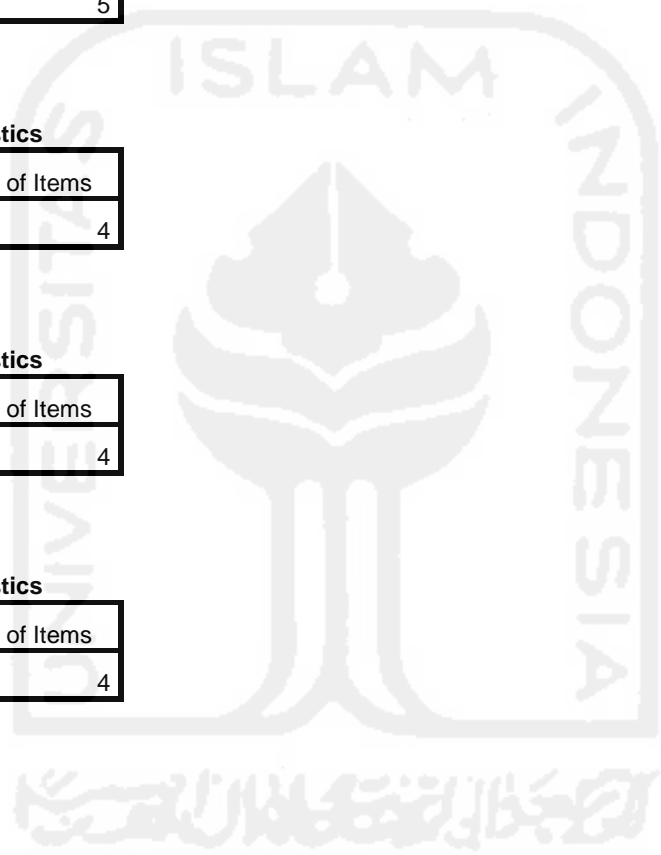 5
ISLAM
tics
of Items
4
tics
of Items
4
tics
of Items
4
UNIVERSITAS
INDONESIA